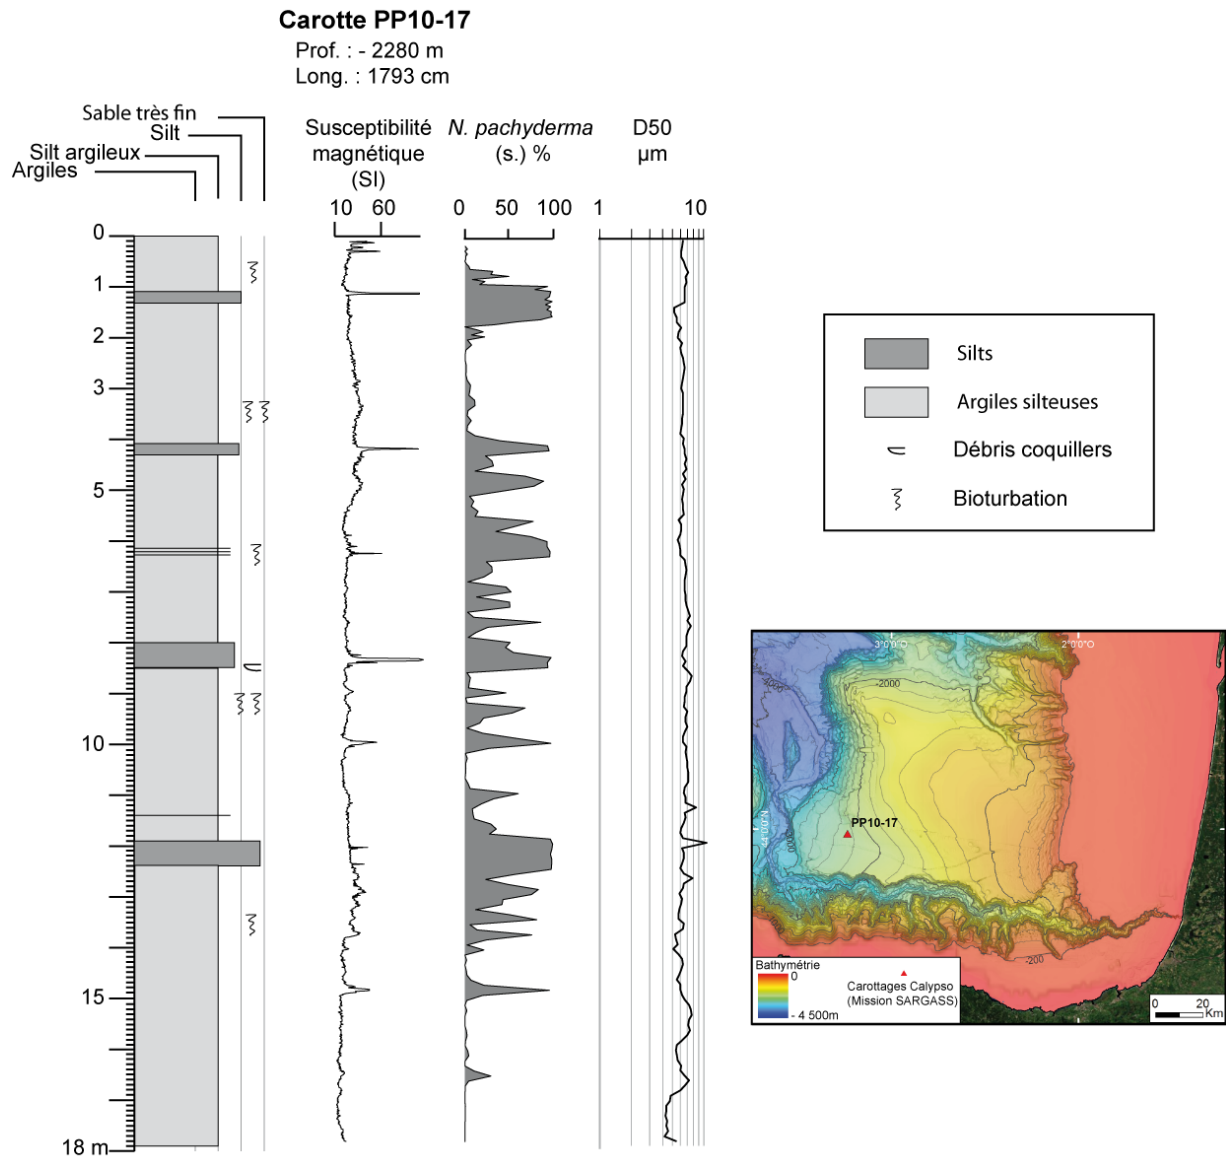 Carotte PP10-17
Prof. : - 2280 m
Long. : 1793 cm
Sable très fin
Silt
Silt argileux
Argiles
Susceptibilité
magnétique
(SI)
10 60
N. pachyderma
(s.) %
0 50 100
D50
µm
1 10
0
1
2
3
5
10
15
18 m
Silts
Argiles silteuses
Débris coquillers
Bioturbation
3°0'0"O
2°0'0"O
-2000
PP10-17
-200
Bathymétrie
0
- 4 500m
Carottages Calypso
(Mission SARGASS)
0 20
Km